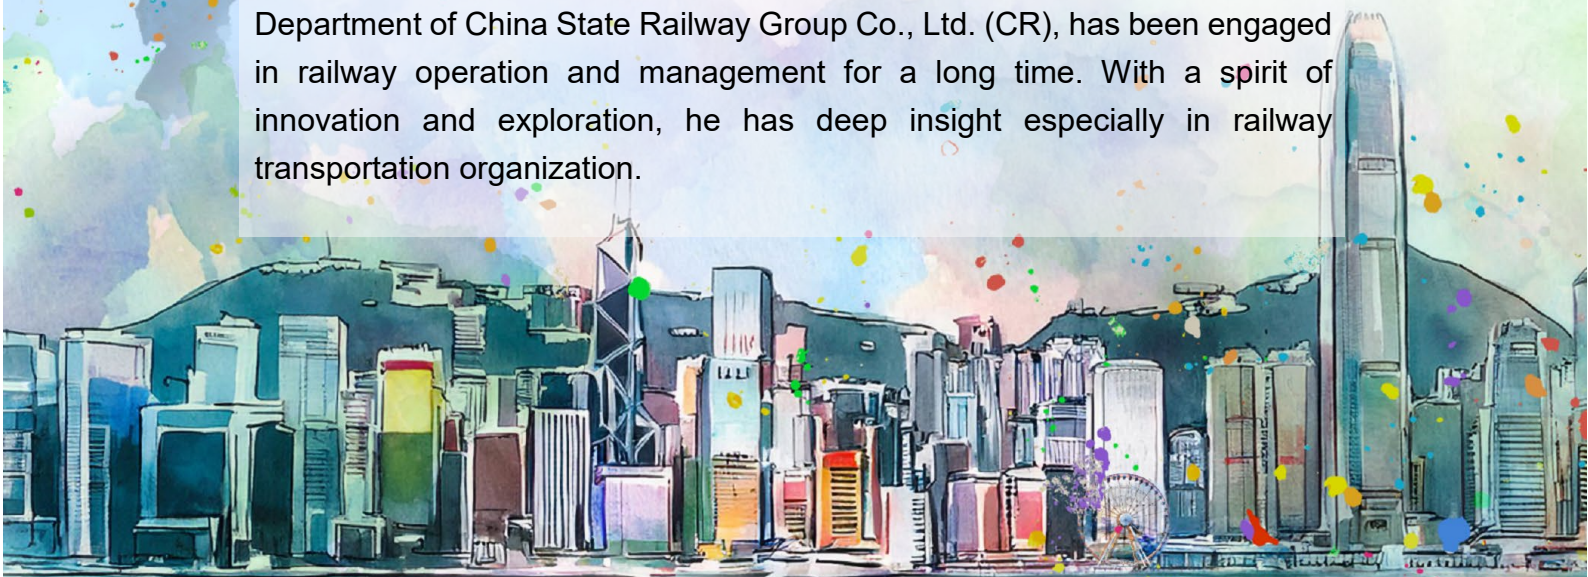 Department of China State Railway Group Co., Ltd. (CR), has been engaged
in railway operation and management for a long time. With a spirit of
innovation and exploration, he has deep insight especially in railway
transportation organization.